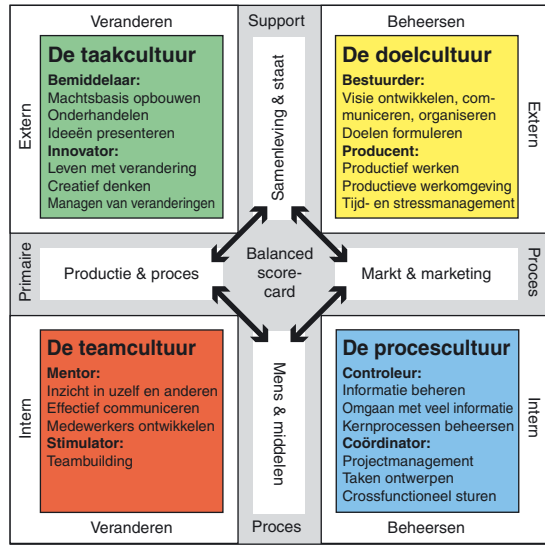 Veranderen
Support
Beheersen
Extern
De taakcultuur
Bemiddelaar:
Machtsbasis opbouwen
Onderhandelen
Ideeën presenteren
Innovator:
Leven met verandering
Creatief denken
Managen van veranderingen
Samenleving & staat
De doelcultuur
Bestuurder:
Visie ontwikkelen, com-
municeren, organiseren
Doelen formuleren
Producent:
Productief werken
Productieve werkomgeving
Tijd- en stressmanagement
Extern
Primaire
Productie & proces
Balanced
score-
card
Markt & marketing
Proces
Intern
De teamcultuur
Mentor:
Inzicht in uzelf en anderen
Effectief communiceren
Medewerkers ontwikkelen
Stimulator:
Teambuilding
Mens & middelen
De procescultuur
Controleur:
Informatie beheren
Omgaan met veel informatie
Kernprocessen beheersen
Coördinator:
Projectmanagement
Taken ontwerpen
Crossfunctioneel sturen
Intern
Veranderen
Proces
Beheersen